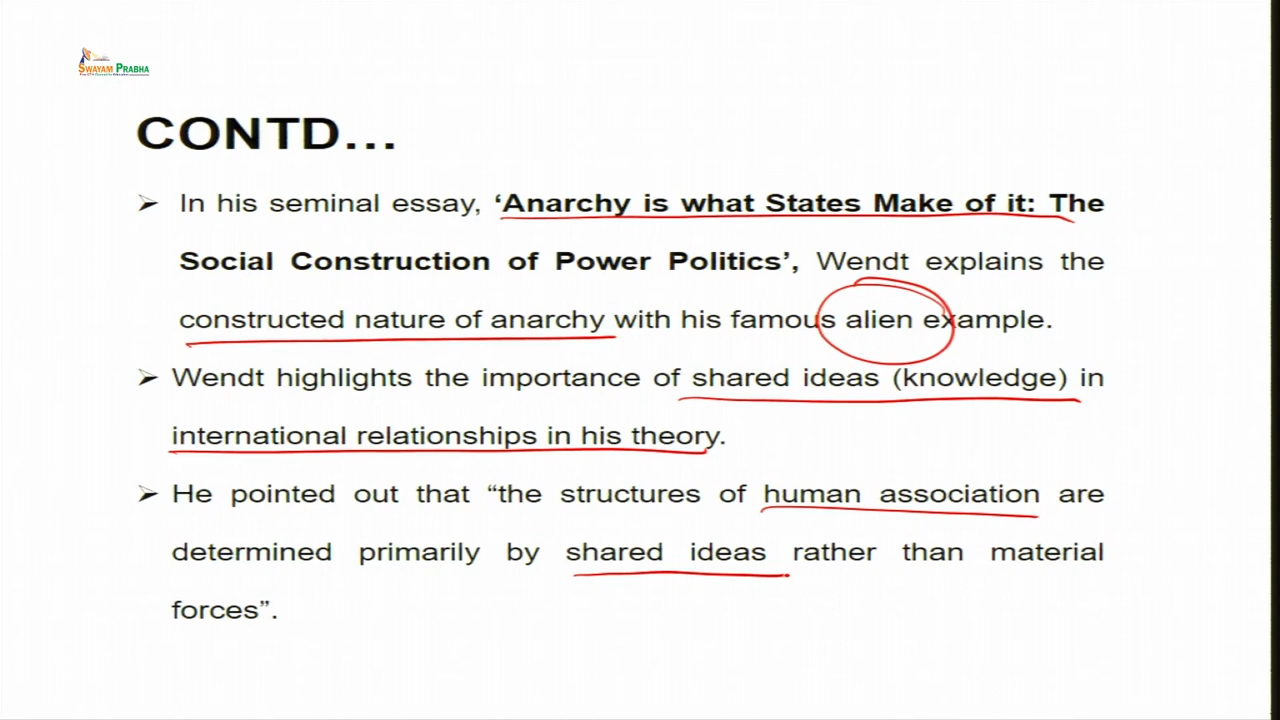 SWAYAM PRABHA
CONTD...
➢ In his seminal essay, ‘Anarchy is what States Make of it: The
Social Construction of Power Politics’, Wendt explains the
constructed nature of anarchy with his famous alien example.
➢ Wendt highlights the importance of shared ideas (knowledge) in
international relationships in his theory.
➢ He pointed out that “the structures of human association are
determined primarily by shared ideas rather than material
forces”.